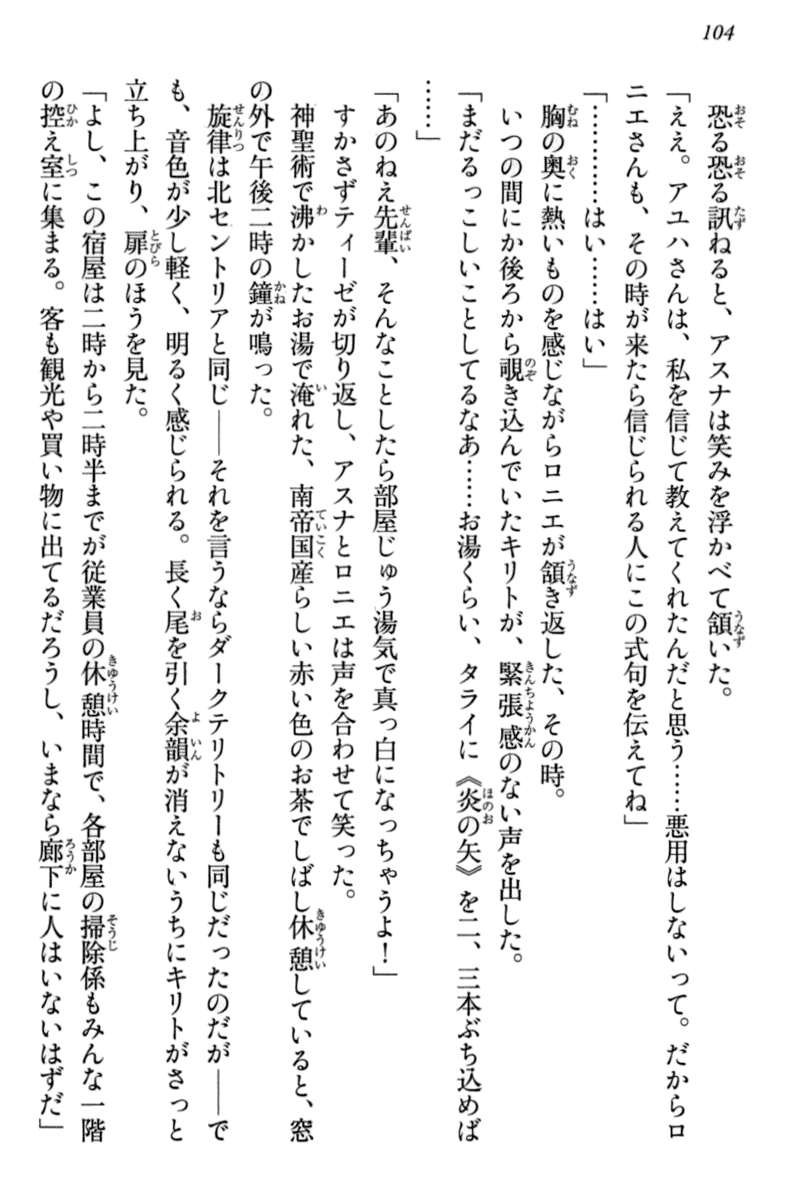 104
恐る恐る訊ねると、アスナは笑みを浮かべて頷いた。
「ええ。アユハさんは、私を信じて教えてくれたんだと思う……悪用はしないって。だからロ
ニエさんも、その時が来たら信じられる人にこの式句を伝えてね」
「…………はい……はい」
胸の奥に熱いものを感じながらロニエが頷き返した、その時。
いつの間にか後ろから覗き込んでいたキリトが、緊張感のない声を出した。
「まだるっこしいことしてるなあ……お湯くらい、タライに《炎の矢》を二、三本ぶち込めば
……」
「あのねえ先輩、そんなことしたら部屋じゅう湯気で真っ白になっちゃうよ！」
すかさずティーゼが切り返し、アスナとロニエは声を合わせて笑った。
神聖術で沸かしたお湯で淹れた、南帝国産らしい赤い色のお茶でしばし休憩していると、窓
の外で午後二時の鐘が鳴った。
旋律は北セントリアと同じ――それを言うならダークテリトリーも同じだったのだが――で
も、音色が少し軽く、明るく感じられる。長く尾を引く余韻が消えないうちにキリトがさっと
立ち上がり、扉のほうを見た。
「よし、この宿屋は二時から二時半までが従業員の休憩時間で、各部屋の掃除係もみんな一階
の控え室に集まる。客も観光や買い物に出てるだろうし、いまなら廊下に人はいないはずだ」